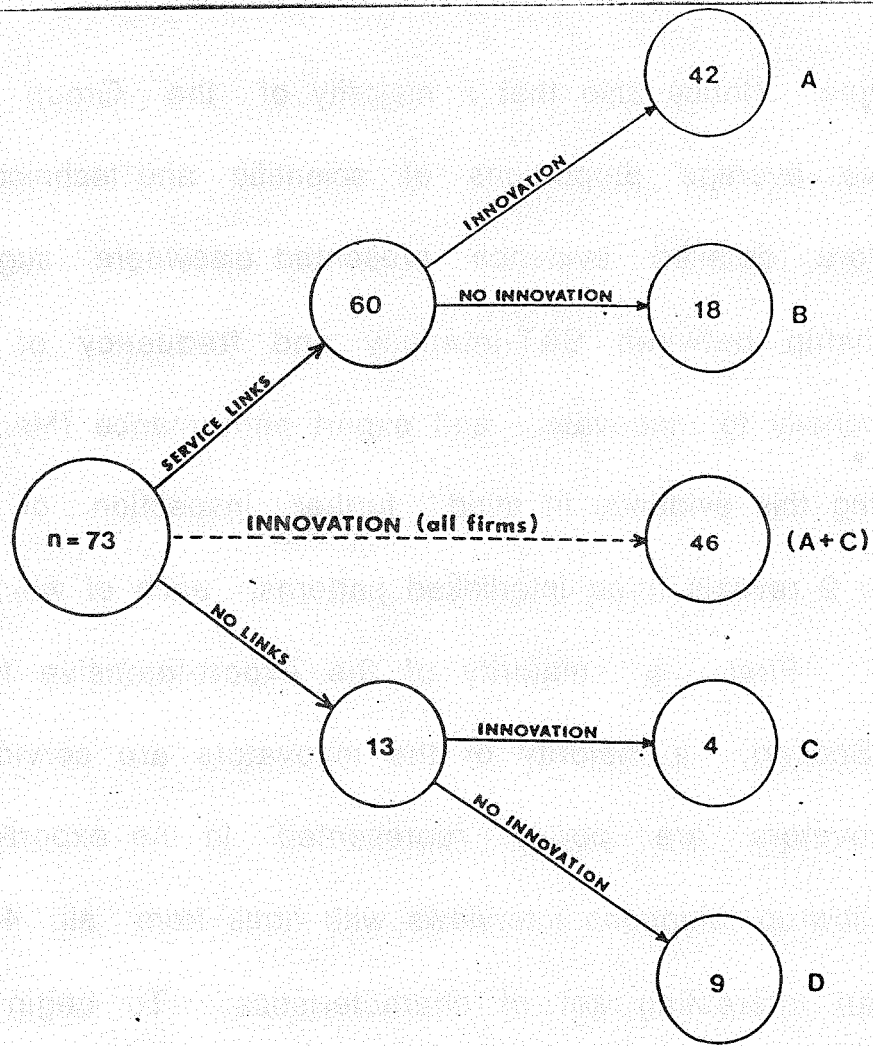 42 A
INNOVATION
60
NO INNOVATION
18 B
SERVICE LINKS
n=73
INNOVATION (all firms)
46 (A+C)
NO LINKS
13
INNOVATION
4 C
NO INNOVATION
9 D